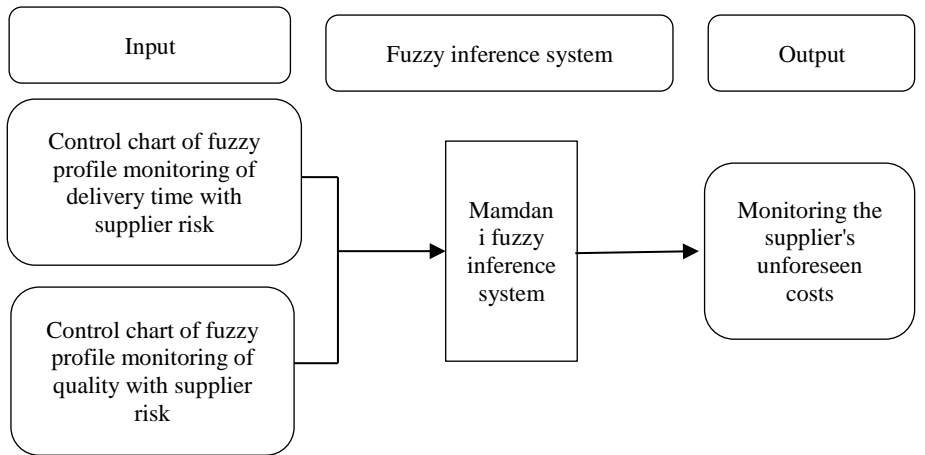 Input
Fuzzy inference system
Output
Control chart of fuzzy
profile monitoring of
delivery time with
supplier risk
Control chart of fuzzy
profile monitoring of
quality with supplier
risk
Mamdan
i fuzzy
inference
system
Monitoring the
supplier's
unforeseen
costs